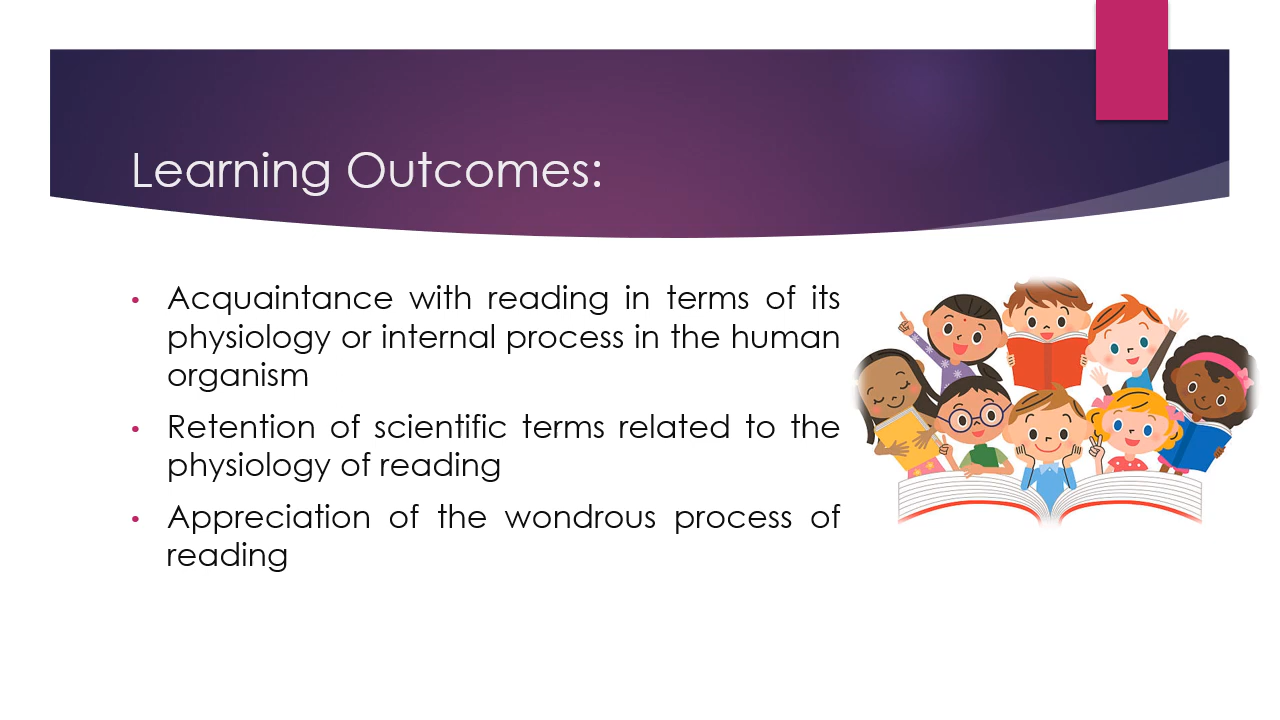 Learning Outcomes:
• Acquaintance with reading in terms of its
physiology or internal process in the human
organism
• Retention of scientific terms related to the
physiology of reading
• Appreciation of the wondrous process of
reading